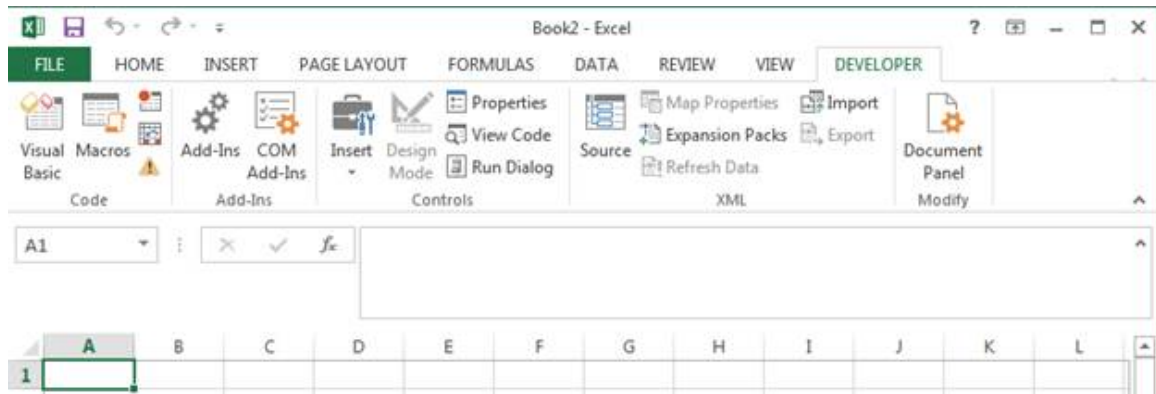 Book2 - Excel
FILE HOME INSERT PAGE LAYOUT FORMULAS DATA REVIEW VIEW DEVELOPER
Visual Basic
Macros
Code
Add-Ins
COM Add-Ins
Add-Ins
Insert
Design Mode
Properties
View Code
Run Dialog
Controls
Source
Map Properties
Expansion Packs
Refresh Data
Import
Export
XML
Document Panel
Modify
A1
fx
A B C D E F G H I J K L
1